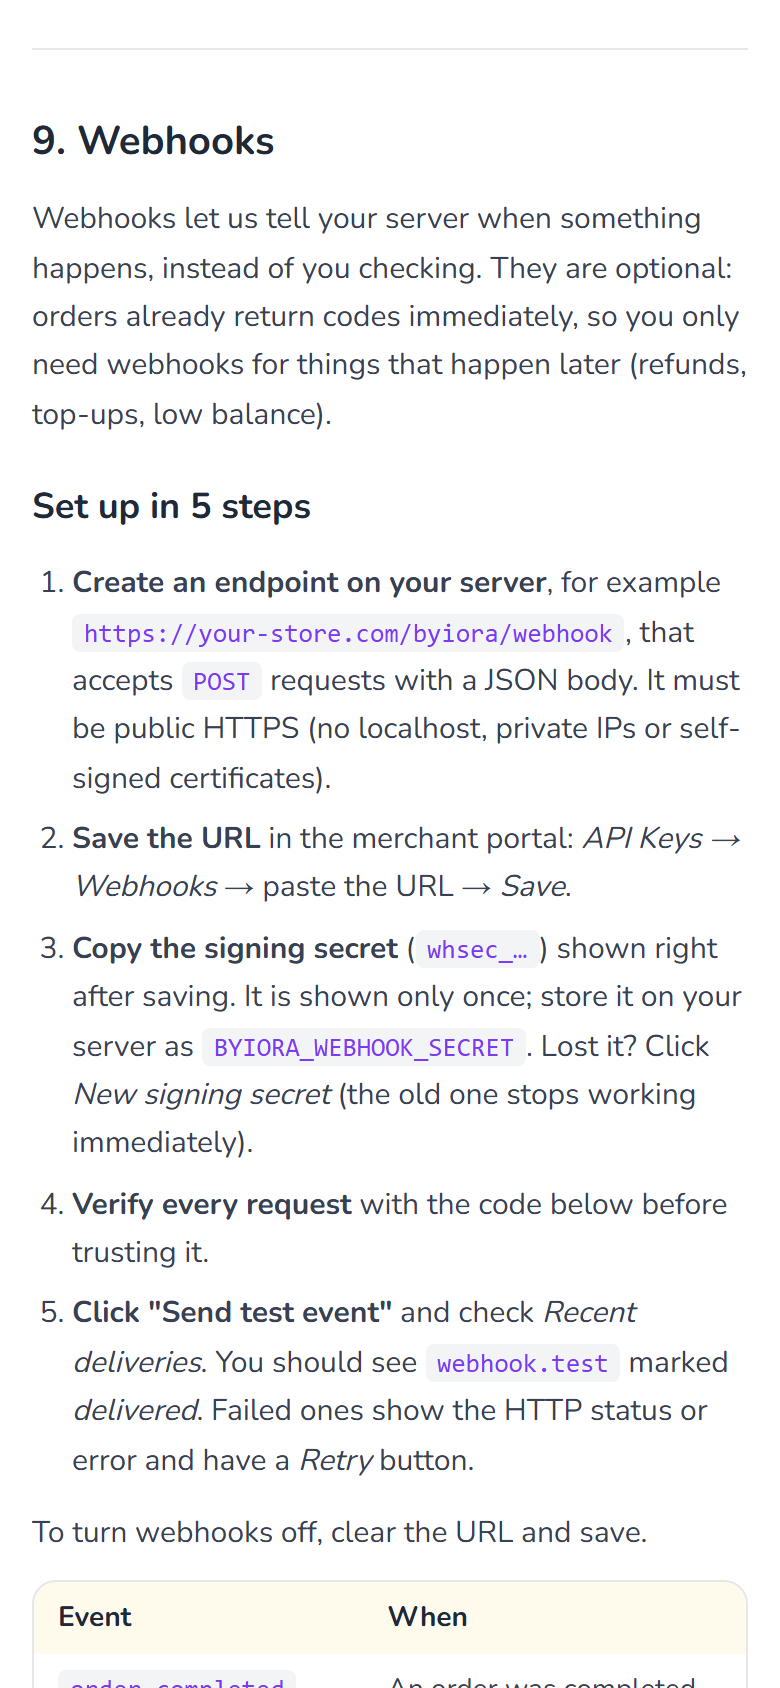 9. Webhooks
Webhooks let us tell your server when something
happens, instead of you checking. They are optional:
orders already return codes immediately, so you only
need webhooks for things that happen later (refunds,
top-ups, low balance).
Set up in 5 steps
1. Create an endpoint on your server, for example
https://your-store.com/byiora/webhook, that
accepts POST requests with a JSON body. It must
be public HTTPS (no localhost, private IPs or self-
signed certificates).
2. Save the URL in the merchant portal: API Keys →
Webhooks → paste the URL → Save.
3. Copy the signing secret (whsec_…) shown right
after saving. It is shown only once; store it on your
server as BYIORA_WEBHOOK_SECRET. Lost it? Click
New signing secret (the old one stops working
immediately).
4. Verify every request with the code below before
trusting it.
5. Click "Send test event" and check Recent
deliveries. You should see webhook.test marked
delivered. Failed ones show the HTTP status or
error and have a Retry button.
To turn webhooks off, clear the URL and save.
Event When
order.completed An order was completed